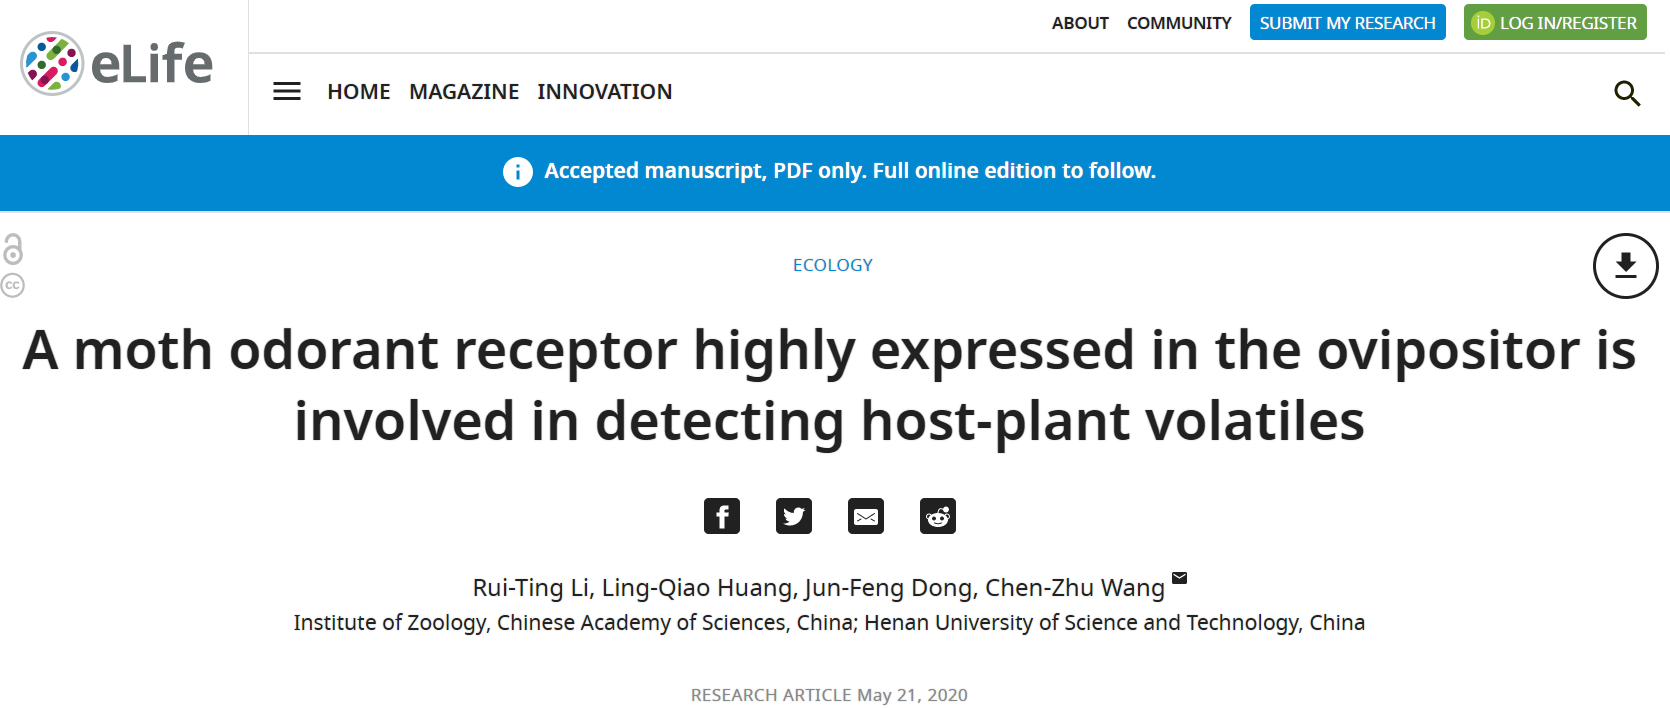 eLife
ABOUT COMMUNITY SUBMIT MY RESEARCH iD LOG IN/REGISTER
HOME MAGAZINE INNOVATION
i Accepted manuscript, PDF only. Full online edition to follow.
ECOLOGY
cc
A moth odorant receptor highly expressed in the ovipositor is
involved in detecting host-plant volatiles
Rui-Ting Li, Ling-Qiao Huang, Jun-Feng Dong, Chen-Zhu Wang
Institute of Zoology, Chinese Academy of Sciences, China; Henan University of Science and Technology, China
RESEARCH ARTICLE May 21, 2020